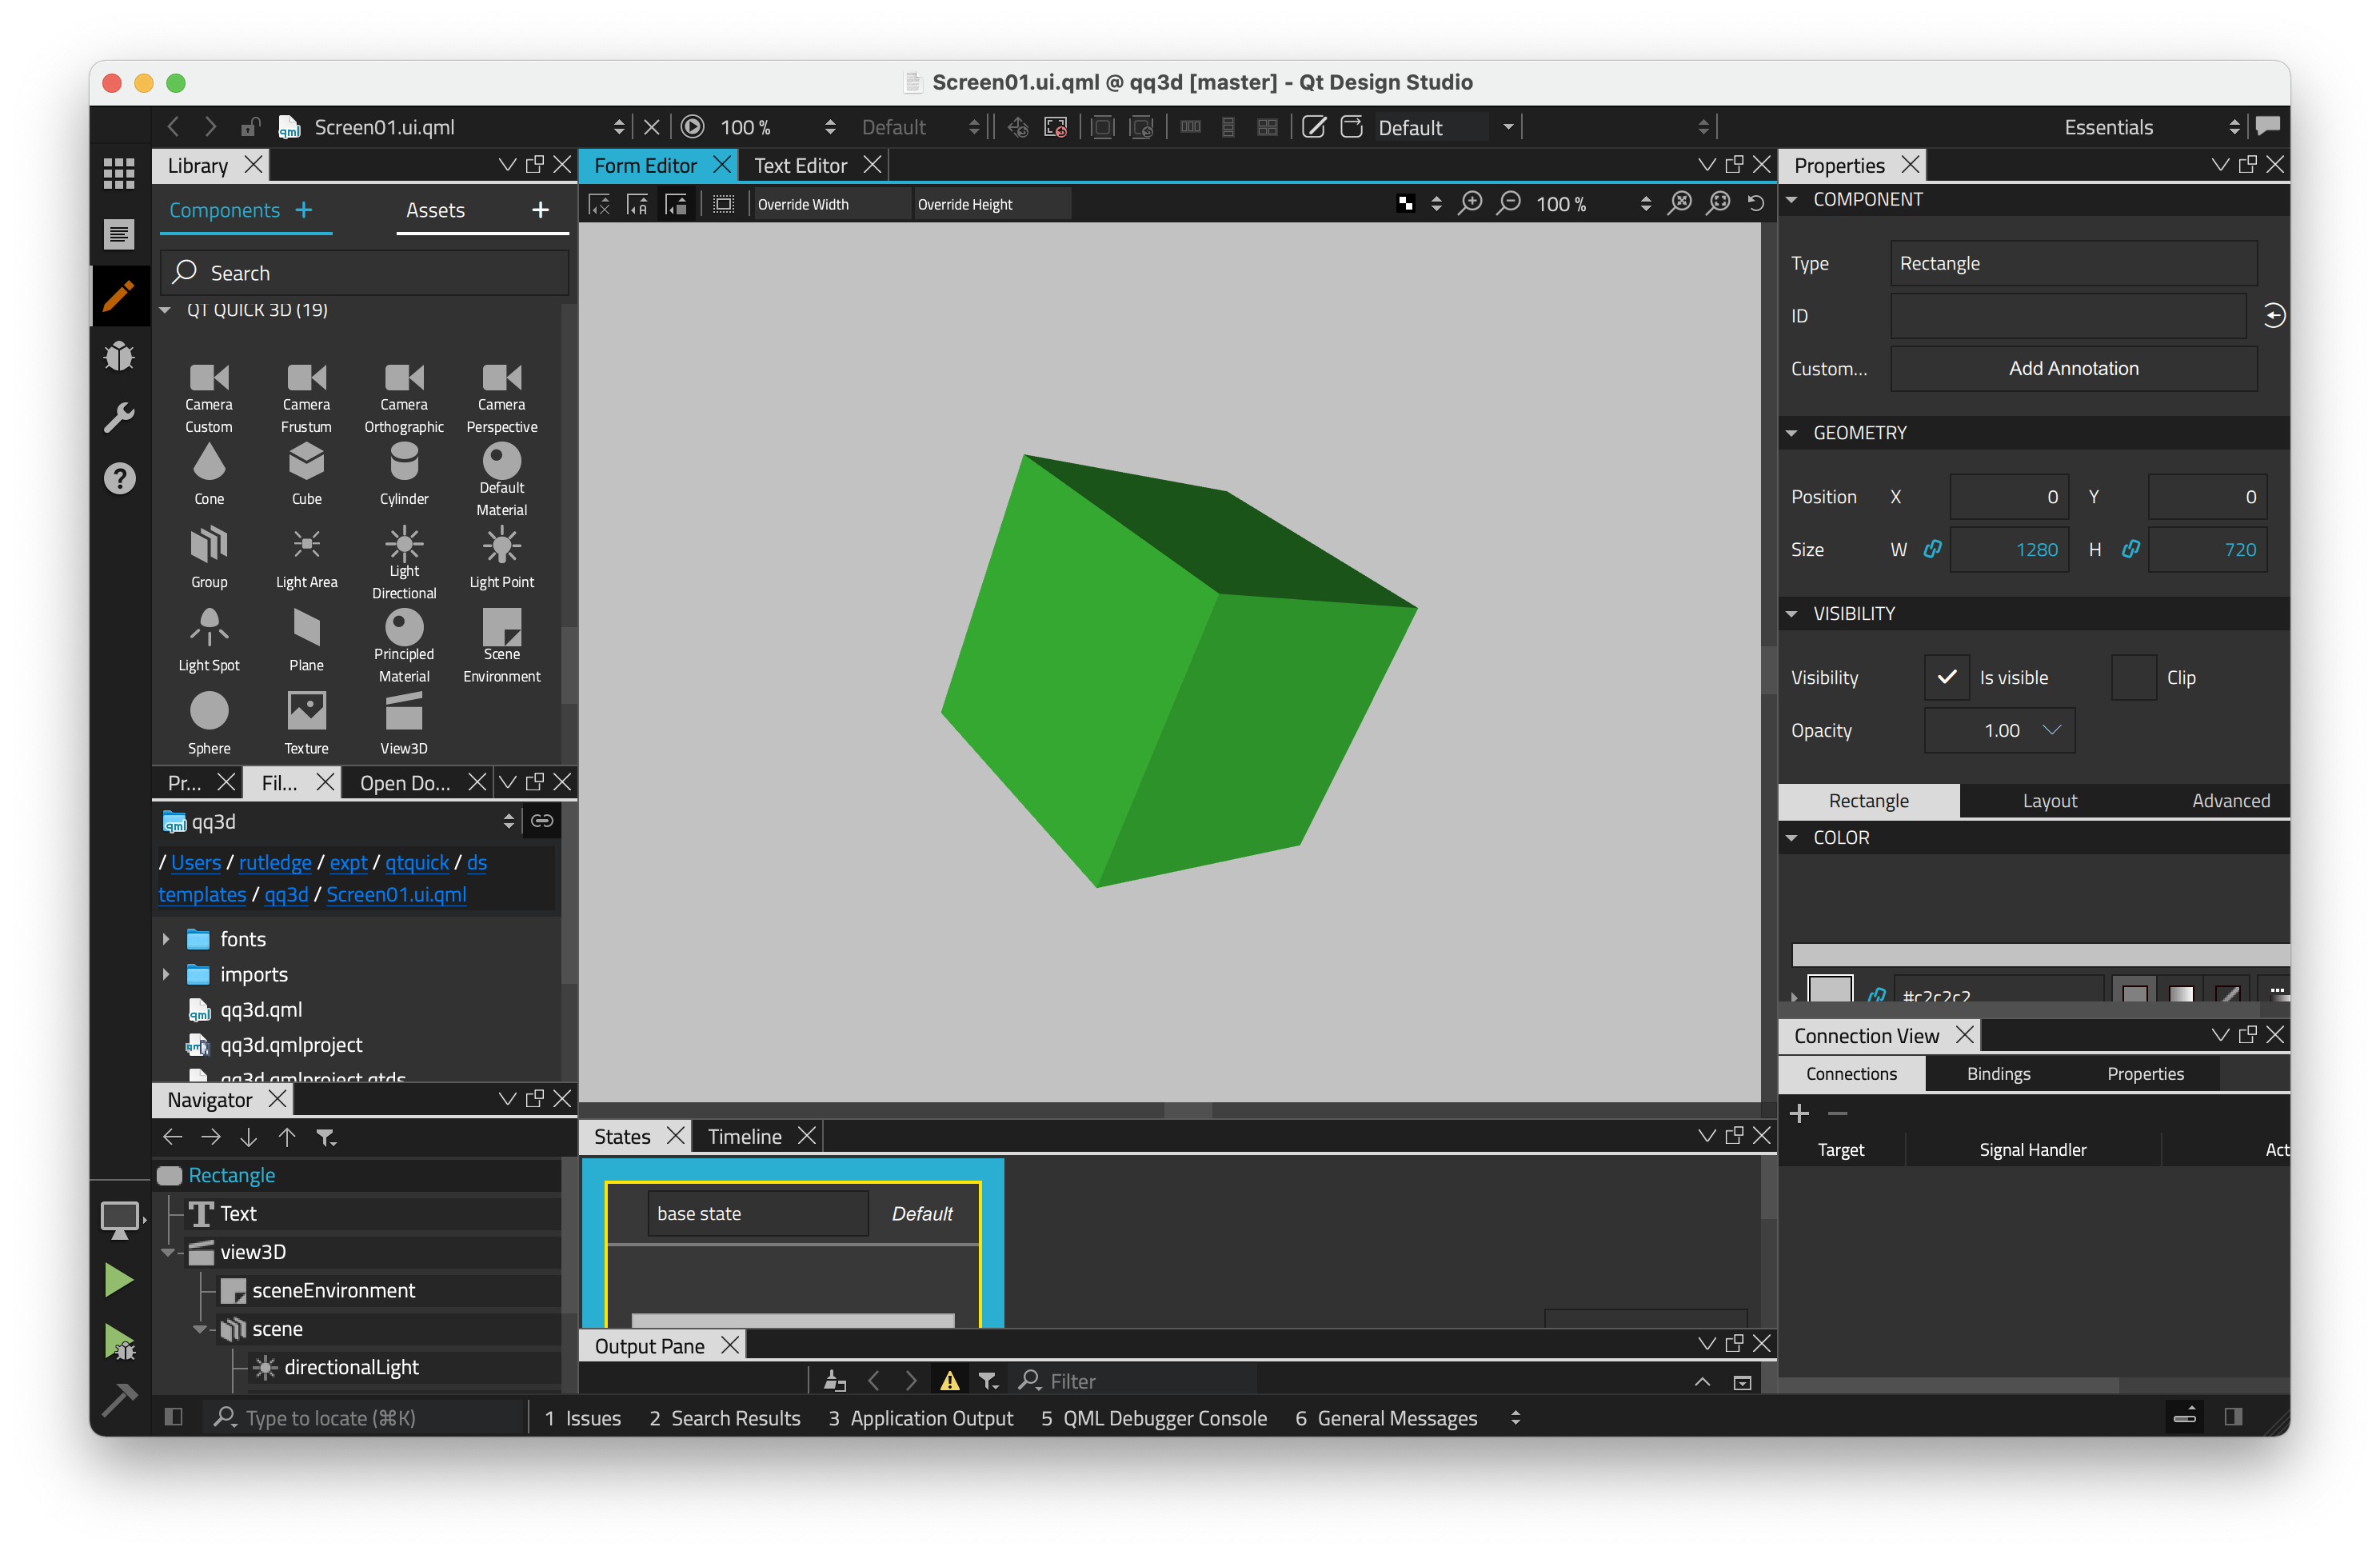 Screen01.ui.qml @ qq3d [master] - Qt Design Studio
Screen01.ui.qml
100 %
Default
Default
Essentials
Library
Components +
Assets +
Search
QT QUICK 3D (19)
Camera Custom
Camera Frustum
Camera Orthographic
Camera Perspective
Cone
Cube
Cylinder
Default Material
Group
Light Area
Light Directional
Light Point
Light Spot
Plane
Principled Material
Scene Environment
Sphere
Texture
View3D
Pr...
Fil...
Open Do...
qq3d
/ Users / rutledge / expt / qtquick / ds
templates / qq3d / Screen01.ui.qml
fonts
imports
qq3d.qml
qq3d.qmlproject
qq3d.qmlproject.qtds
Navigator
Rectangle
Text
view3D
sceneEnvironment
scene
directionalLight
Form Editor
Text Editor
Override Width
Override Height
100 %
States
Timeline
base state
Default
Output Pane
Filter
Properties
COMPONENT
Type
Rectangle
ID
Custom...
Add Annotation
GEOMETRY
Position X 0 Y 0
Size W 1280 H 720
VISIBILITY
Visibility
Is visible
Clip
Opacity
1.00
Rectangle
Layout
Advanced
COLOR
#c2c2c2
Connection View
Connections
Bindings
Properties
Target
Signal Handler
Act
Type to locate (⌘K)
1 Issues
2 Search Results
3 Application Output
5 QML Debugger Console
6 General Messages